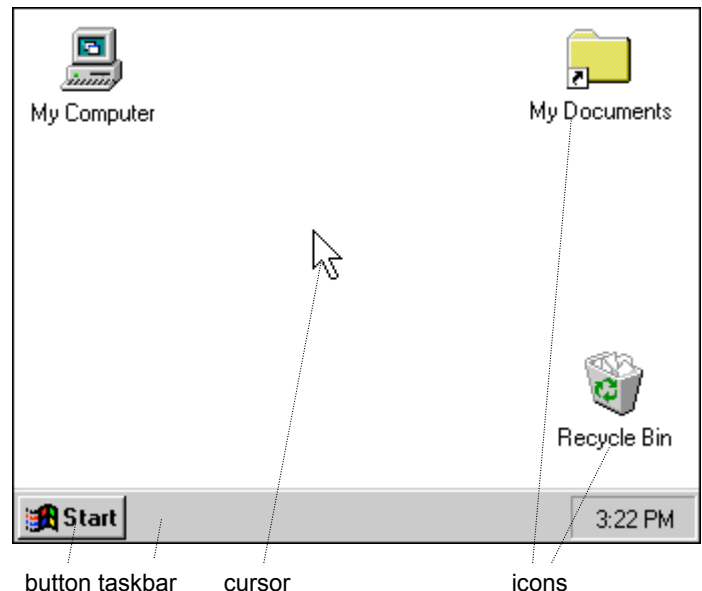 My Computer
My Documents
Recycle Bin
Start
3:22 PM
button taskbar cursor icons